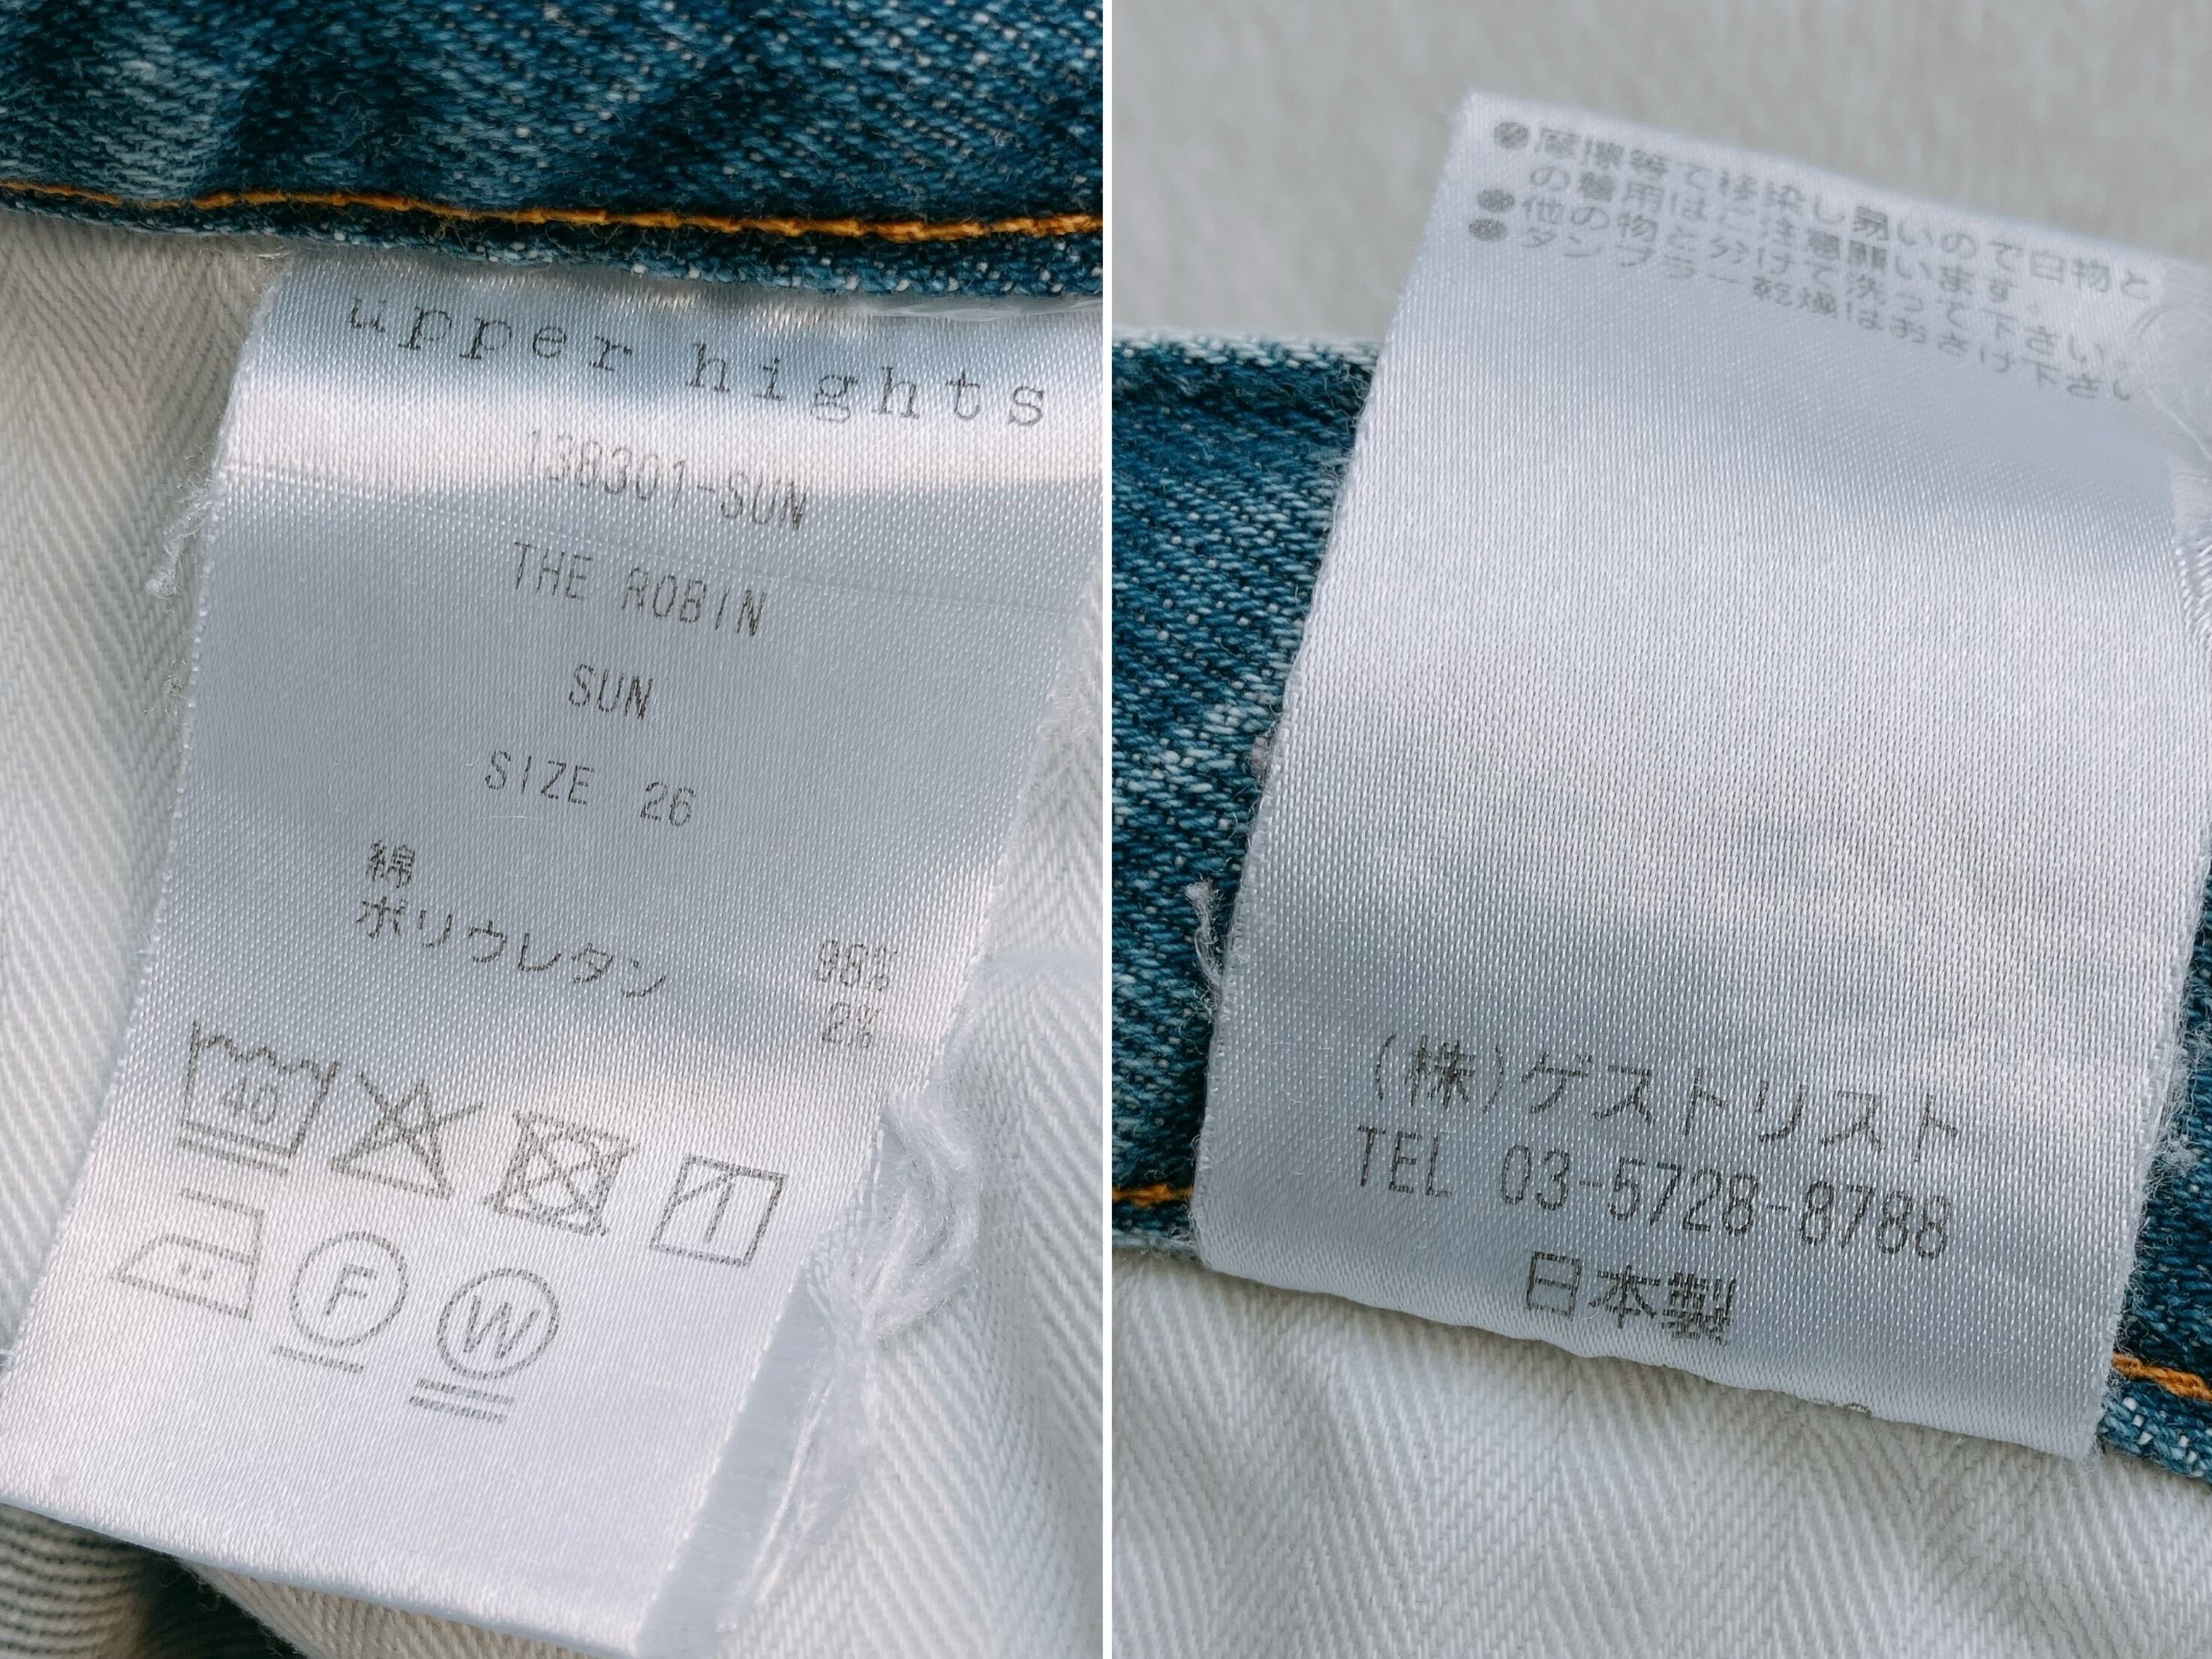 upper hights
138301-SUN
THE ROBIN
SUN
SIZE 26
綿
ポリウレタン
98%
2%
40
F
W
●摩擦等で移染し易いので白物と
の着用はご注意願います。
●他の物と分けて洗って下さい。
●タンブラー乾燥はおさけ下さい
(株)ゲストリスト
TEL 03-5728-8788
日本製